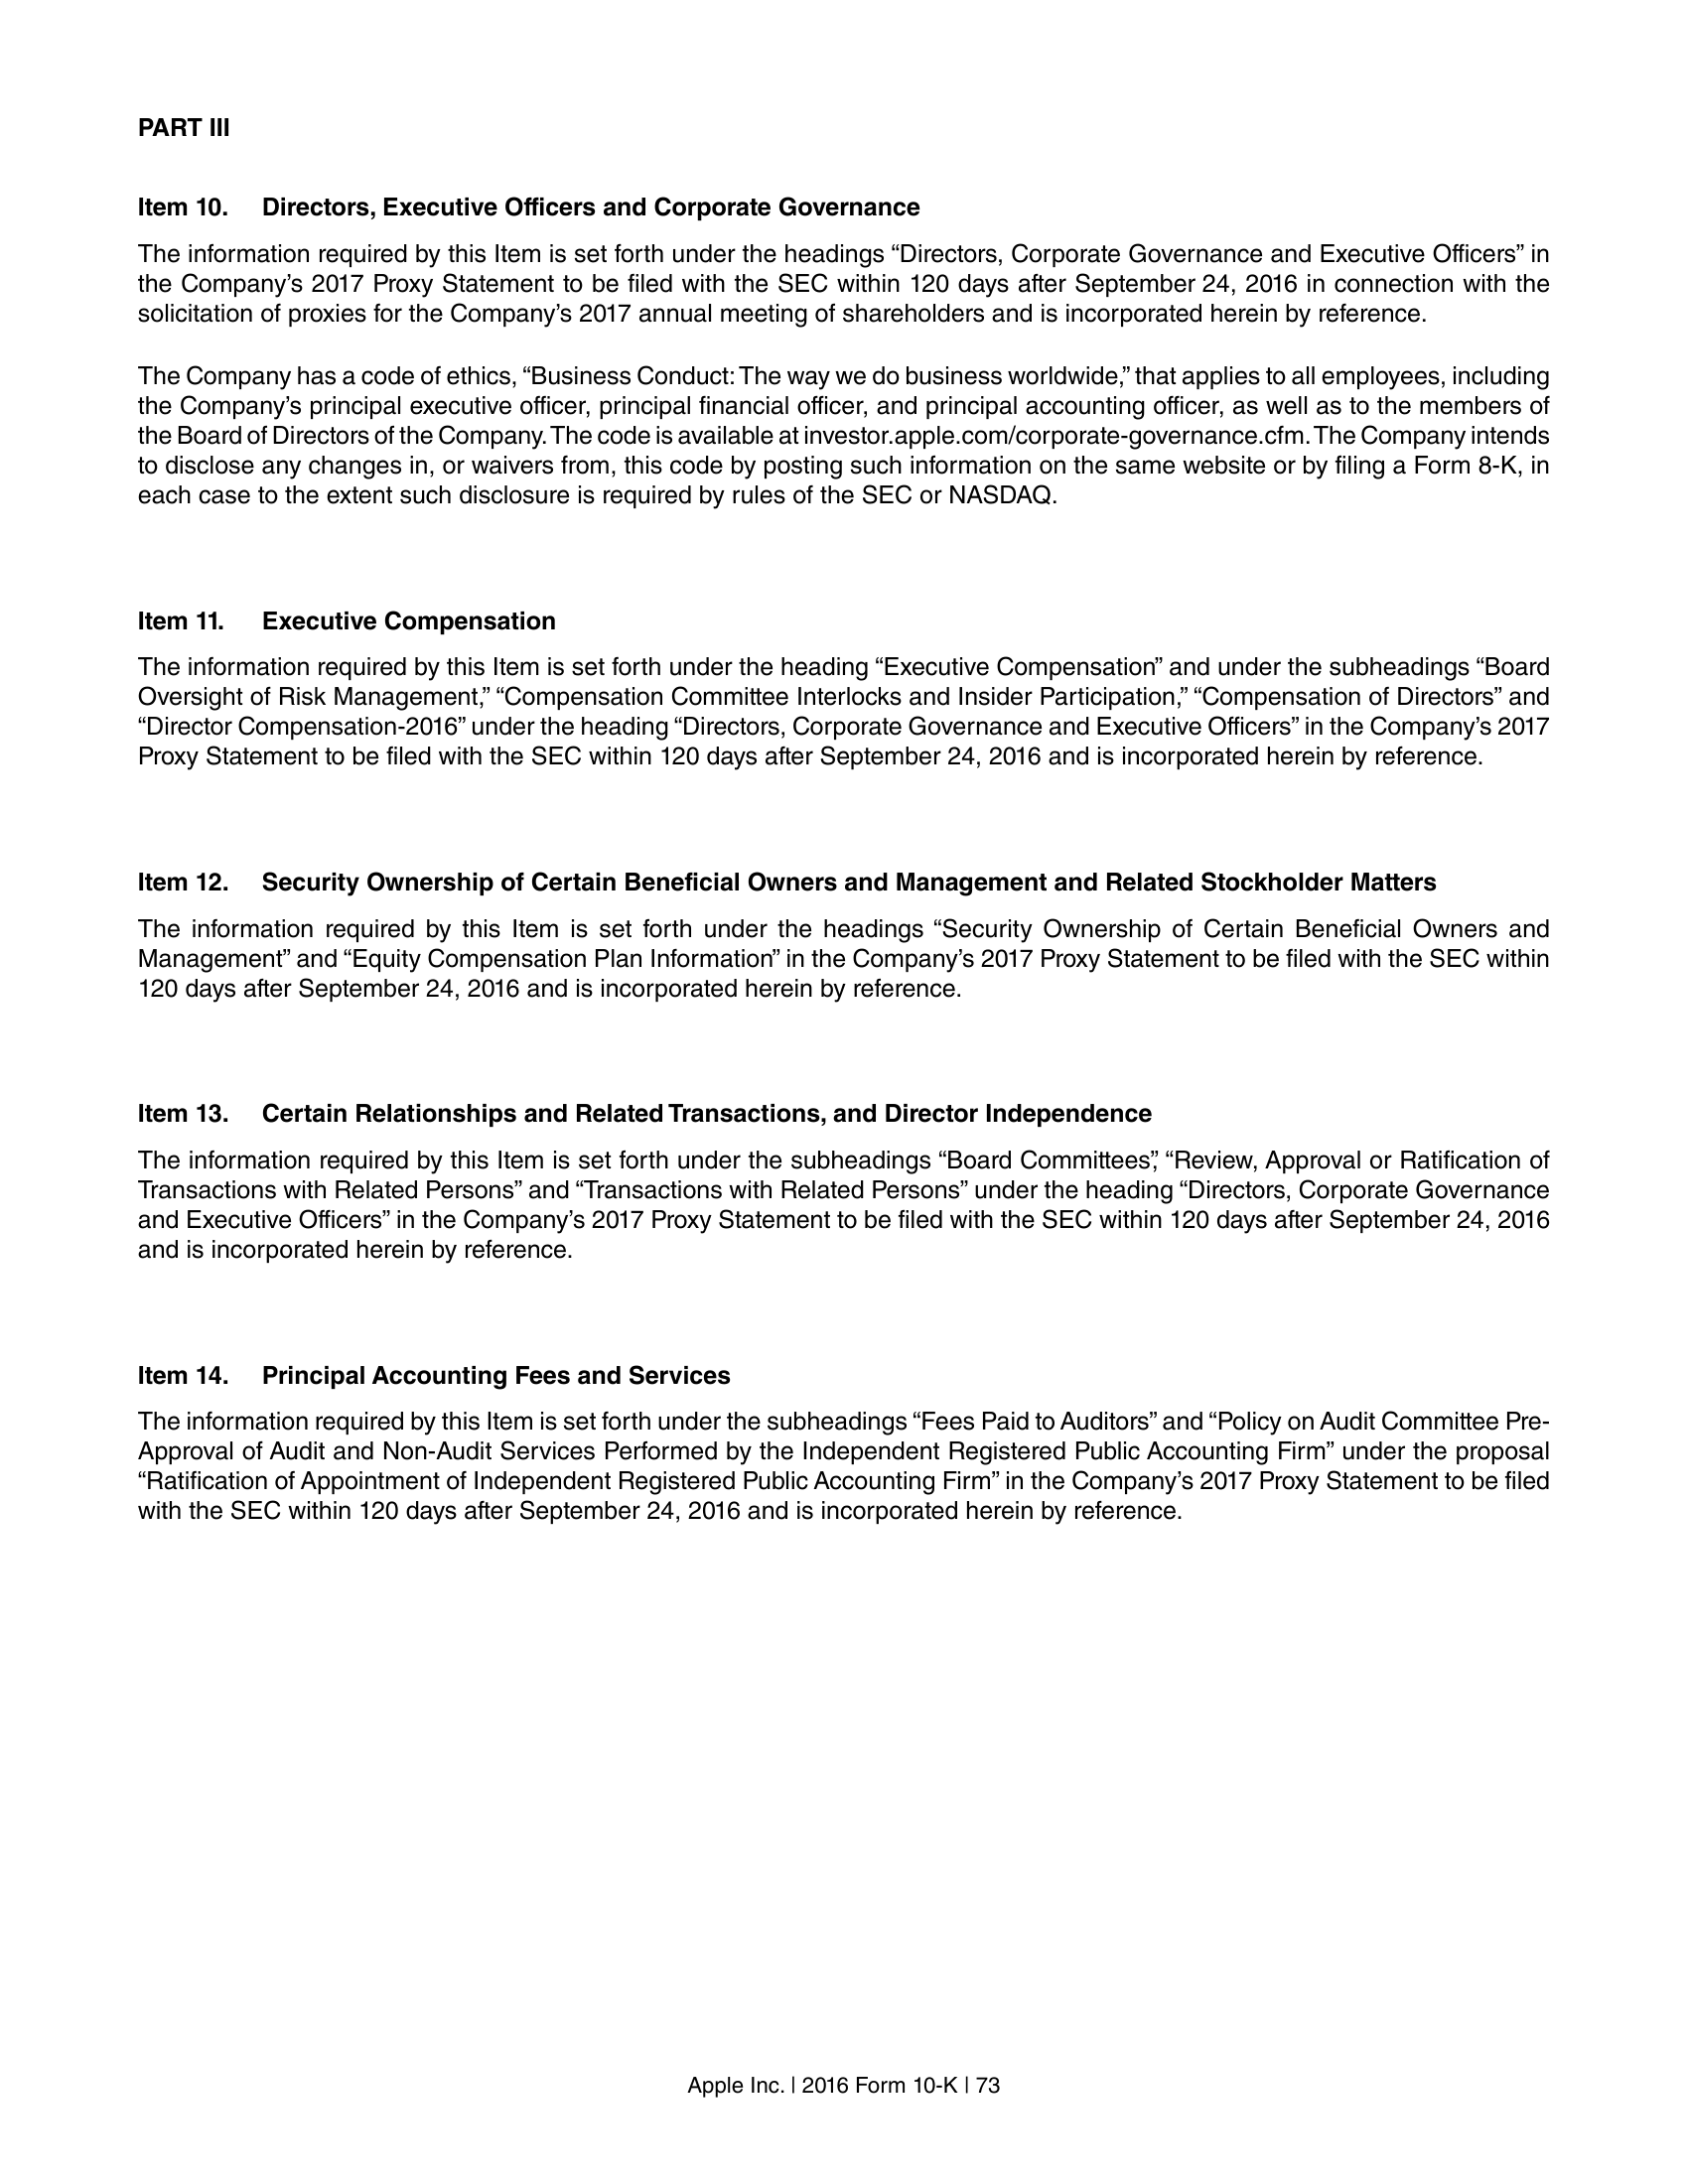 PART III
Item 10. Directors, Executive Officers and Corporate Governance
The information required by this Item is set forth under the headings “Directors, Corporate Governance and Executive Officers” in
the Company’s 2017 Proxy Statement to be filed with the SEC within 120 days after September 24, 2016 in connection with the
solicitation of proxies for the Company’s 2017 annual meeting of shareholders and is incorporated herein by reference.
The Company has a code of ethics, “Business Conduct: The way we do business worldwide,” that applies to all employees, including
the Company’s principal executive officer, principal financial officer, and principal accounting officer, as well as to the members of
the Board of Directors of the Company. The code is available at investor.apple.com/corporate-governance.cfm. The Company intends
to disclose any changes in, or waivers from, this code by posting such information on the same website or by filing a Form 8-K, in
each case to the extent such disclosure is required by rules of the SEC or NASDAQ.
Item 11. Executive Compensation
The information required by this Item is set forth under the heading “Executive Compensation” and under the subheadings “Board
Oversight of Risk Management,” “Compensation Committee Interlocks and Insider Participation,” “Compensation of Directors” and
“Director Compensation-2016” under the heading “Directors, Corporate Governance and Executive Officers” in the Company’s 2017
Proxy Statement to be filed with the SEC within 120 days after September 24, 2016 and is incorporated herein by reference.
Item 12. Security Ownership of Certain Beneficial Owners and Management and Related Stockholder Matters
The information required by this Item is set forth under the headings “Security Ownership of Certain Beneficial Owners and
Management” and “Equity Compensation Plan Information” in the Company’s 2017 Proxy Statement to be filed with the SEC within
120 days after September 24, 2016 and is incorporated herein by reference.
Item 13. Certain Relationships and Related Transactions, and Director Independence
The information required by this Item is set forth under the subheadings “Board Committees”, “Review, Approval or Ratification of
Transactions with Related Persons” and “Transactions with Related Persons” under the heading “Directors, Corporate Governance
and Executive Officers” in the Company’s 2017 Proxy Statement to be filed with the SEC within 120 days after September 24, 2016
and is incorporated herein by reference.
Item 14. Principal Accounting Fees and Services
The information required by this Item is set forth under the subheadings “Fees Paid to Auditors” and “Policy on Audit Committee Pre-
Approval of Audit and Non-Audit Services Performed by the Independent Registered Public Accounting Firm” under the proposal
“Ratification of Appointment of Independent Registered Public Accounting Firm” in the Company’s 2017 Proxy Statement to be filed
with the SEC within 120 days after September 24, 2016 and is incorporated herein by reference.
Apple Inc. | 2016 Form 10-K | 73